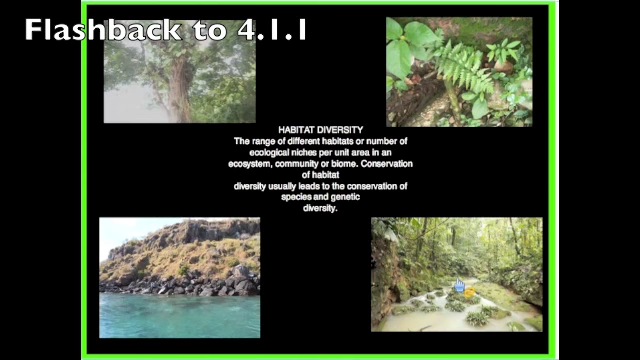 Flashback to 4.1.1
HABITAT DIVERSITY
The range of different habitats or number of
ecological niches per unit area in an
ecosystem, community or biome. Conservation
of habitat
diversity usually leads to the conservation of
species and genetic
diversity.